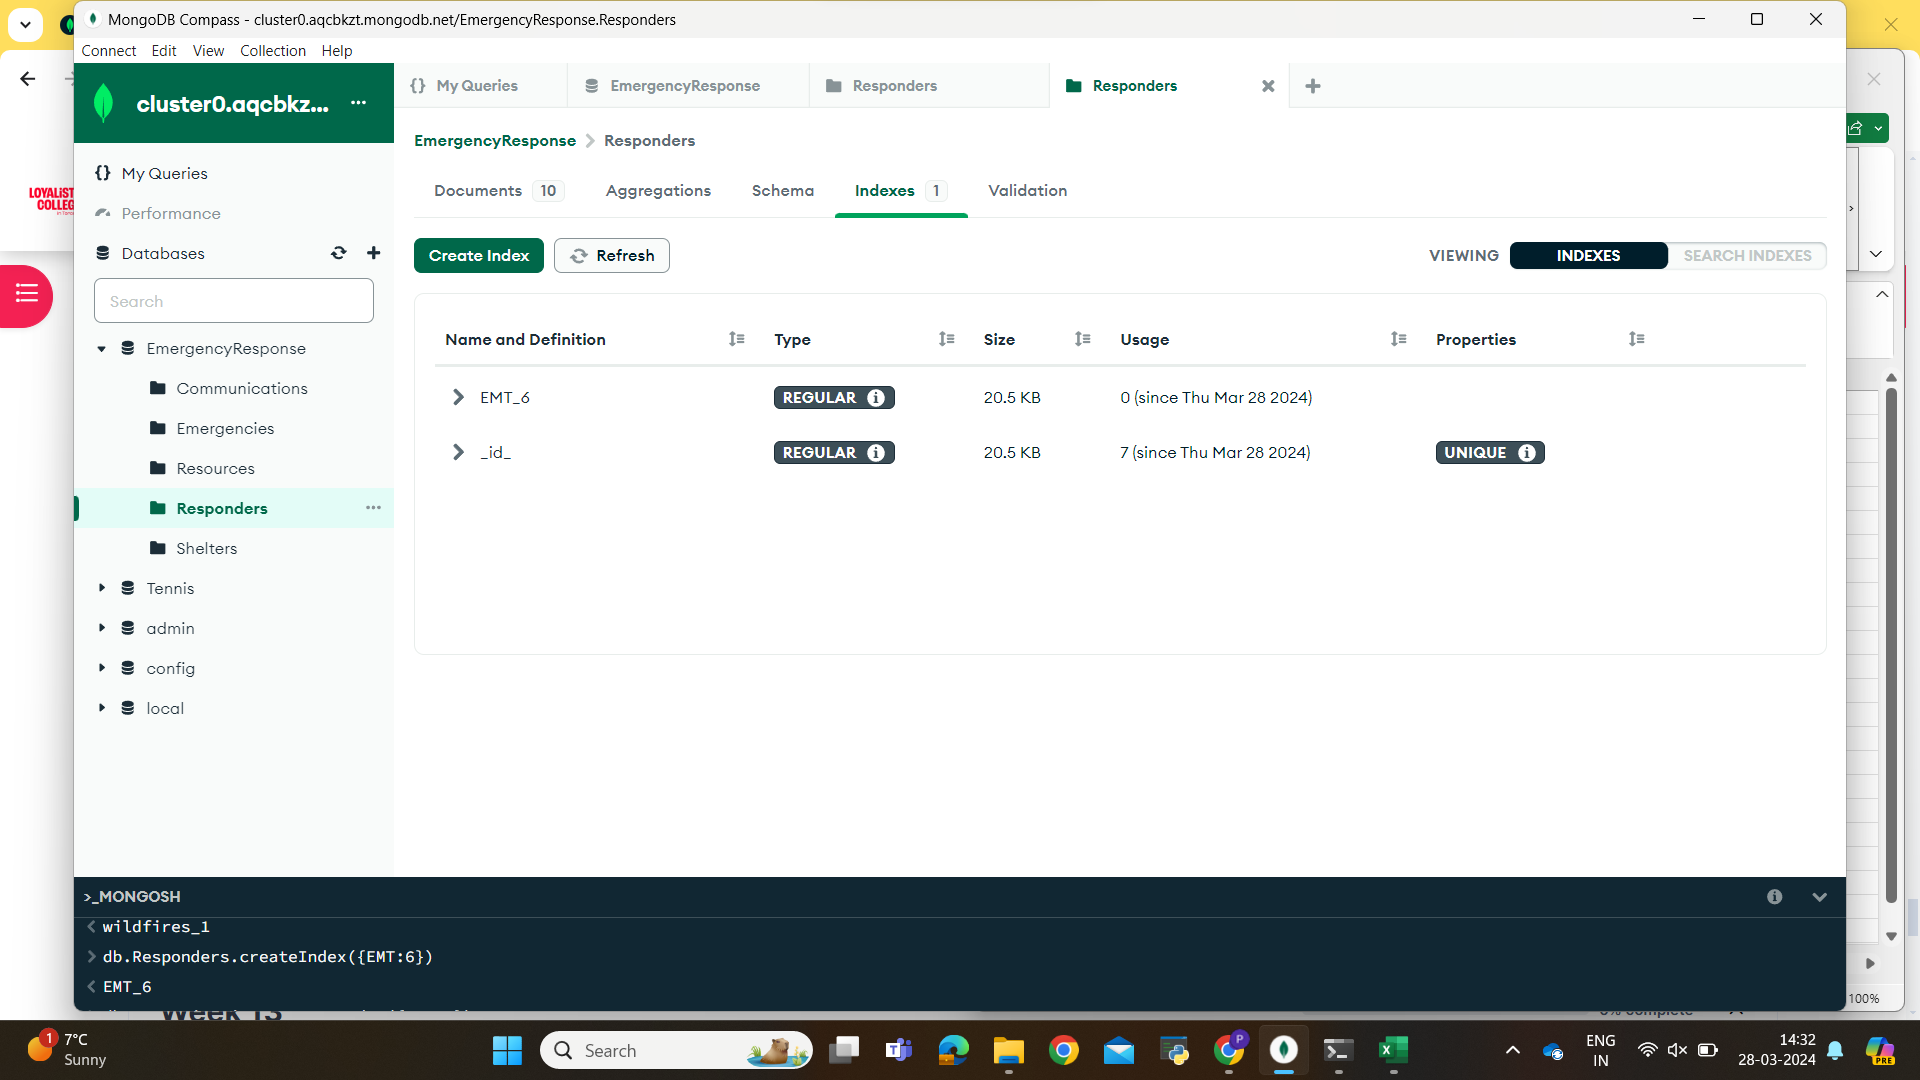 MongoDB Compass - cluster0.aqcbkzt.mongodb.net/EmergencyResponse.Responders
Connect Edit View Collection Help
cluster0.aqcbkz... ...
{} My Queries
EmergencyResponse
Responders
Responders
EmergencyResponse > Responders
{} My Queries
Performance
Databases
Search
EmergencyResponse
Communications
Emergencies
Resources
Responders ...
Shelters
Tennis
admin
config
local
Documents 10
Aggregations
Schema
Indexes 1
Validation
Create Index
Refresh
VIEWING INDEXES SEARCH INDEXES
Name and Definition Type Size Usage Properties
EMT_6 REGULAR 20.5 KB 0 (since Thu Mar 28 2024)
_id_ REGULAR 20.5 KB 7 (since Thu Mar 28 2024) UNIQUE
>_MONGOSH
< wildfires_1
> db.Responders.createIndex({EMT:6})
< EMT_6
LOYALIST
COLLEG
Week 13
100%
1
7°C
Sunny
Search
P
ENG
IN
14:32
28-03-2024
PRE